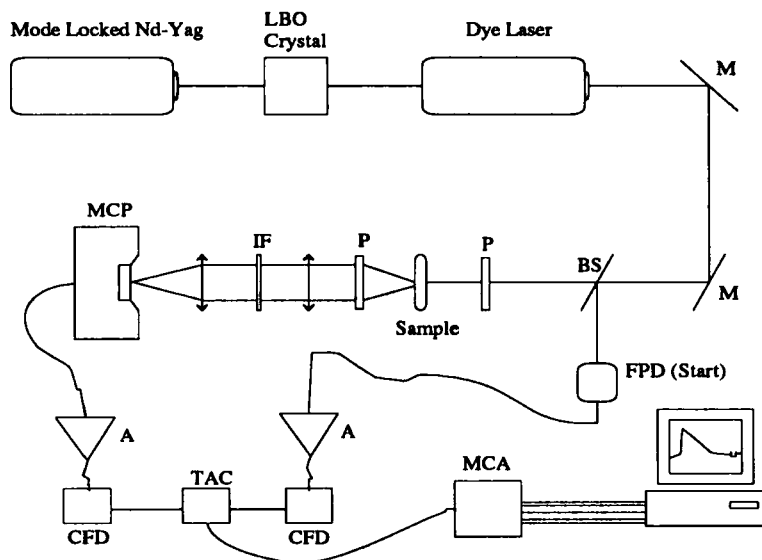 Mode Locked Nd-Yag
LBO
Crystal
Dye Laser
M
MCP
IF
P
P
BS
M
Sample
FPD (Start)
A
A
TAC
MCA
CFD
CFD